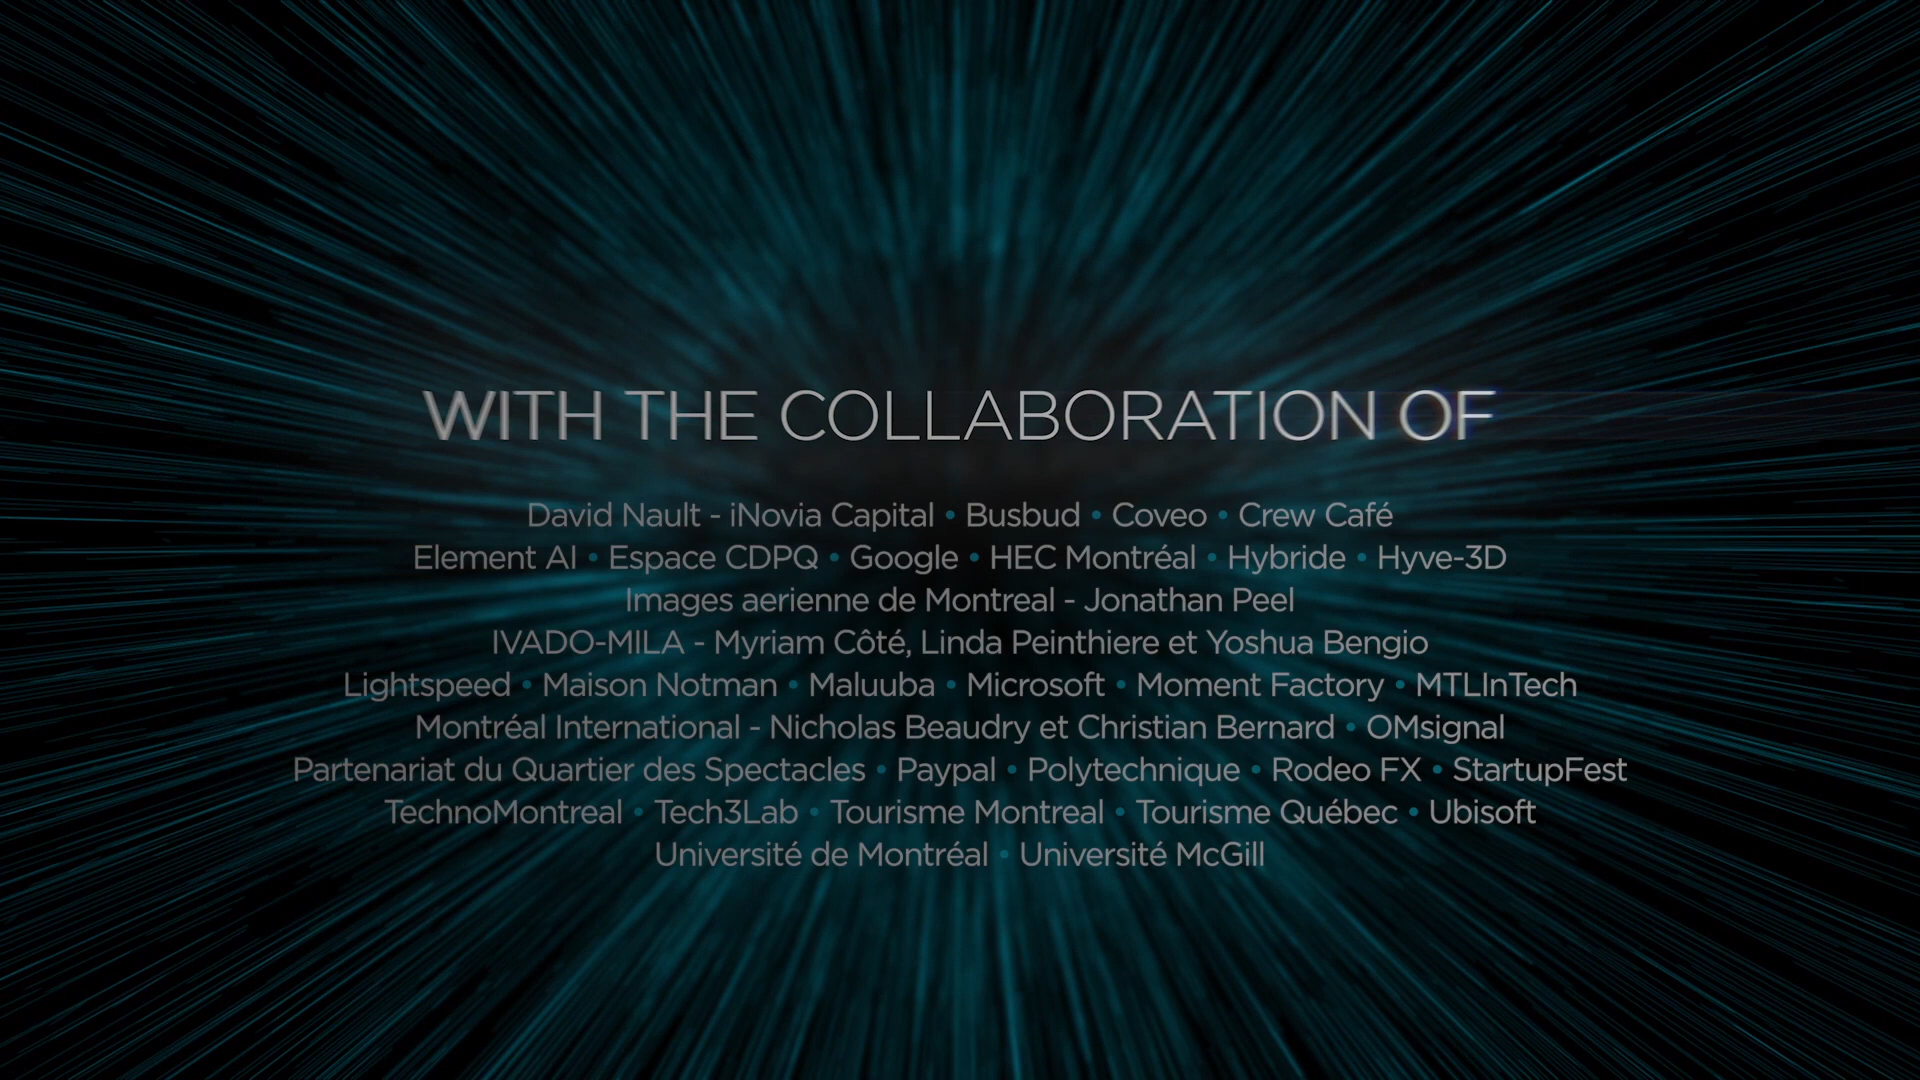 WITH THE COLLABORATION OF
David Nault - iNovia Capital • Busbud • Coveo • Crew Café
Element AI • Espace CDPQ • Google • HEC Montréal • Hybride • Hyve-3D
Images aerienne de Montreal - Jonathan Peel
IVADO-MILA - Myriam Côté, Linda Peinthiere et Yoshua Bengio
Lightspeed • Maison Notman • Maluuba • Microsoft • Moment Factory • MTLInTech
Montréal International - Nicholas Beaudry et Christian Bernard • OMsignal
Partenariat du Quartier des Spectacles • Paypal • Polytechnique • Rodeo FX • StartupFest
TechnoMontreal • Tech3Lab • Tourisme Montreal • Tourisme Québec • Ubisoft
Université de Montréal • Université McGill